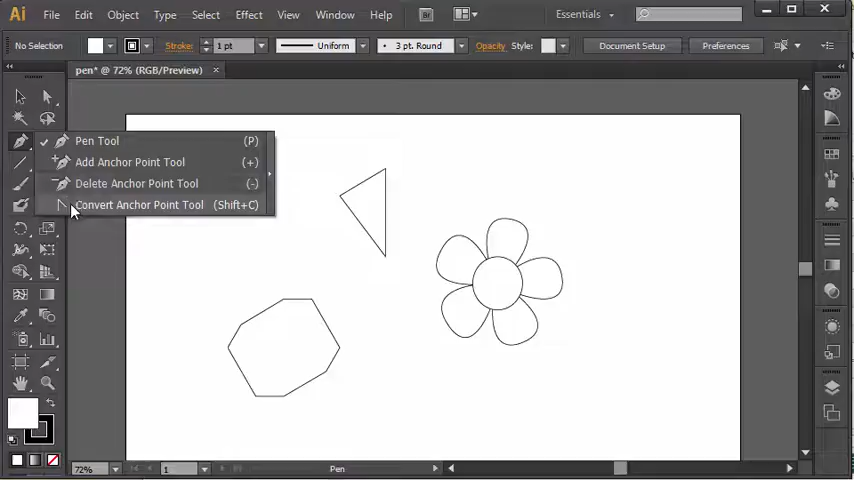 Ai File Edit Object Type Select Effect View Window Help Br Essentials
No Selection Stroke: 1 pt Uniform 3 pt. Round Opacity Style: Document Setup Preferences
pen* @ 72% (RGB/Preview)
Pen Tool (P)
Add Anchor Point Tool (+)
Delete Anchor Point Tool (-)
Convert Anchor Point Tool (Shift+C)
72% 1 Pen